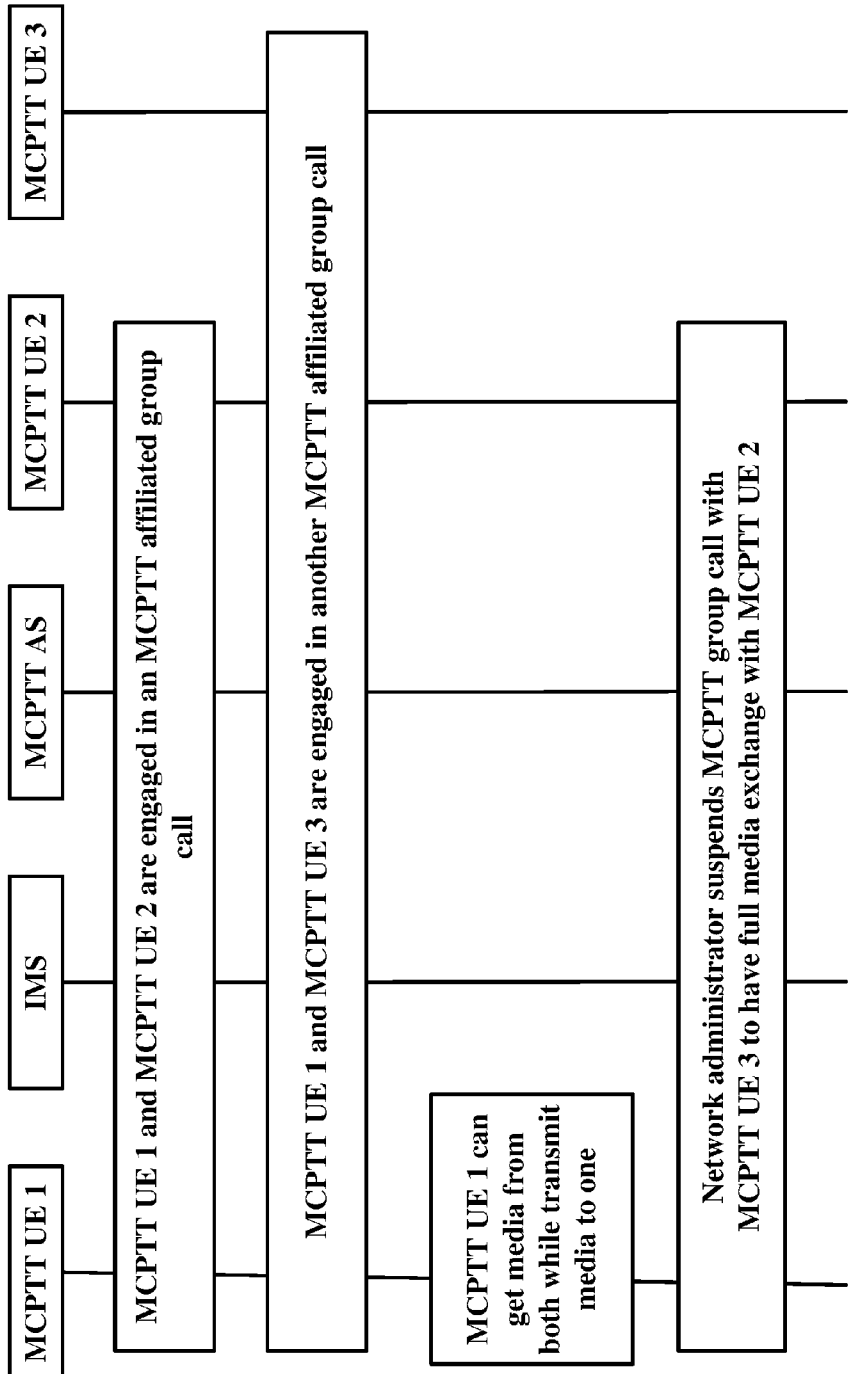 MCPTT UE 1
IMS
MCPTT AS
MCPTT UE 2
MCPTT UE 3
MCPTT UE 1 and MCPTT UE 2 are engaged in an MCPTT affiliated group
call
MCPTT UE 1 and MCPTT UE 3 are engaged in another MCPTT affiliated group call
MCPTT UE 1 can
get media from
both while transmit
media to one
Network administrator suspends MCPTT group call with
MCPTT UE 3 to have full media exchange with MCPTT UE 2